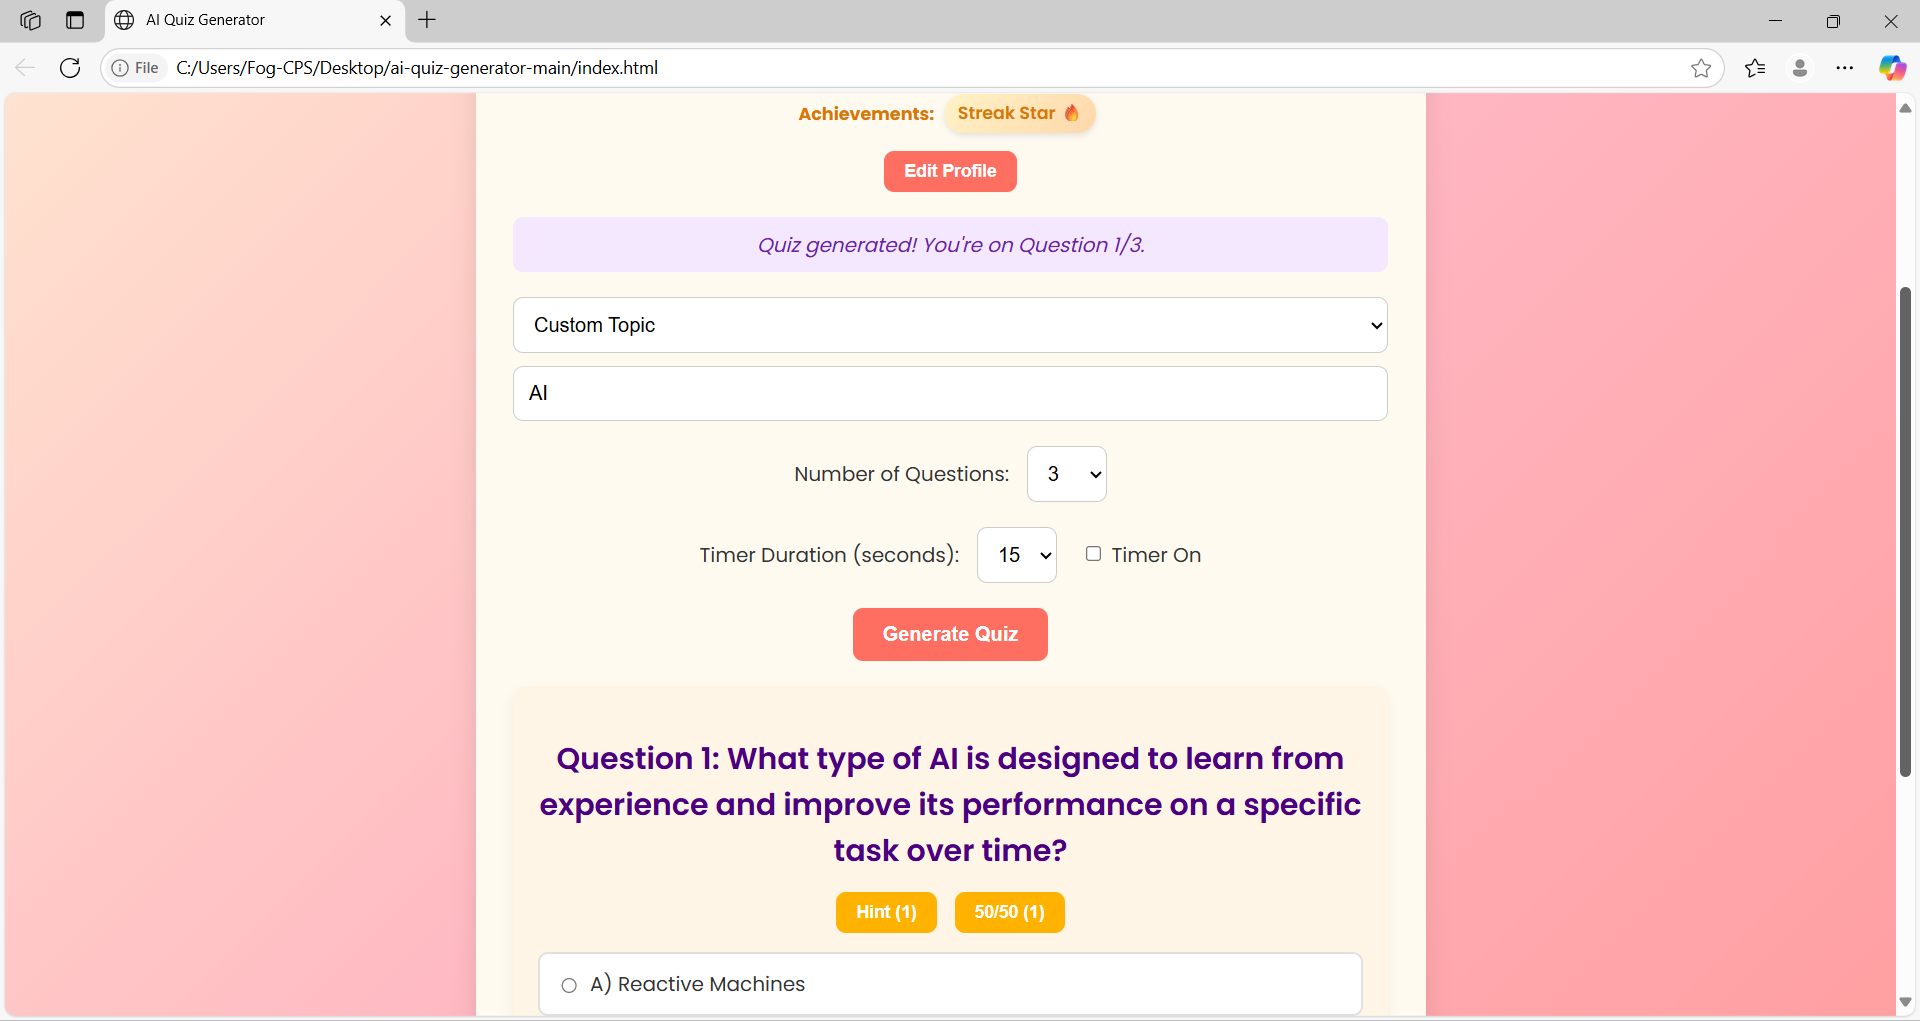 AI Quiz Generator
File C:/Users/Fog-CPS/Desktop/ai-quiz-generator-main/index.html
Achievements: Streak Star 🔥
Edit Profile
Quiz generated! You're on Question 1/3.
Custom Topic
AI
Number of Questions: 3
Timer Duration (seconds): 15 Timer On
Generate Quiz
Question 1: What type of AI is designed to learn from
experience and improve its performance on a specific
task over time?
Hint (1) 50/50 (1)
A) Reactive Machines